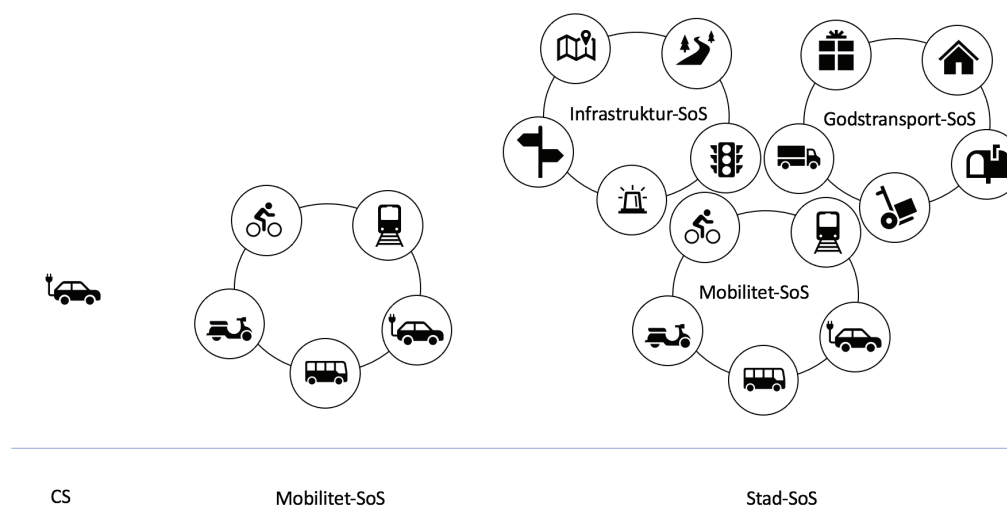 Infrastruktur-SoS
Godstransport-SoS
Mobilitet-SoS
CS
Mobilitet-SoS
Stad-SoS